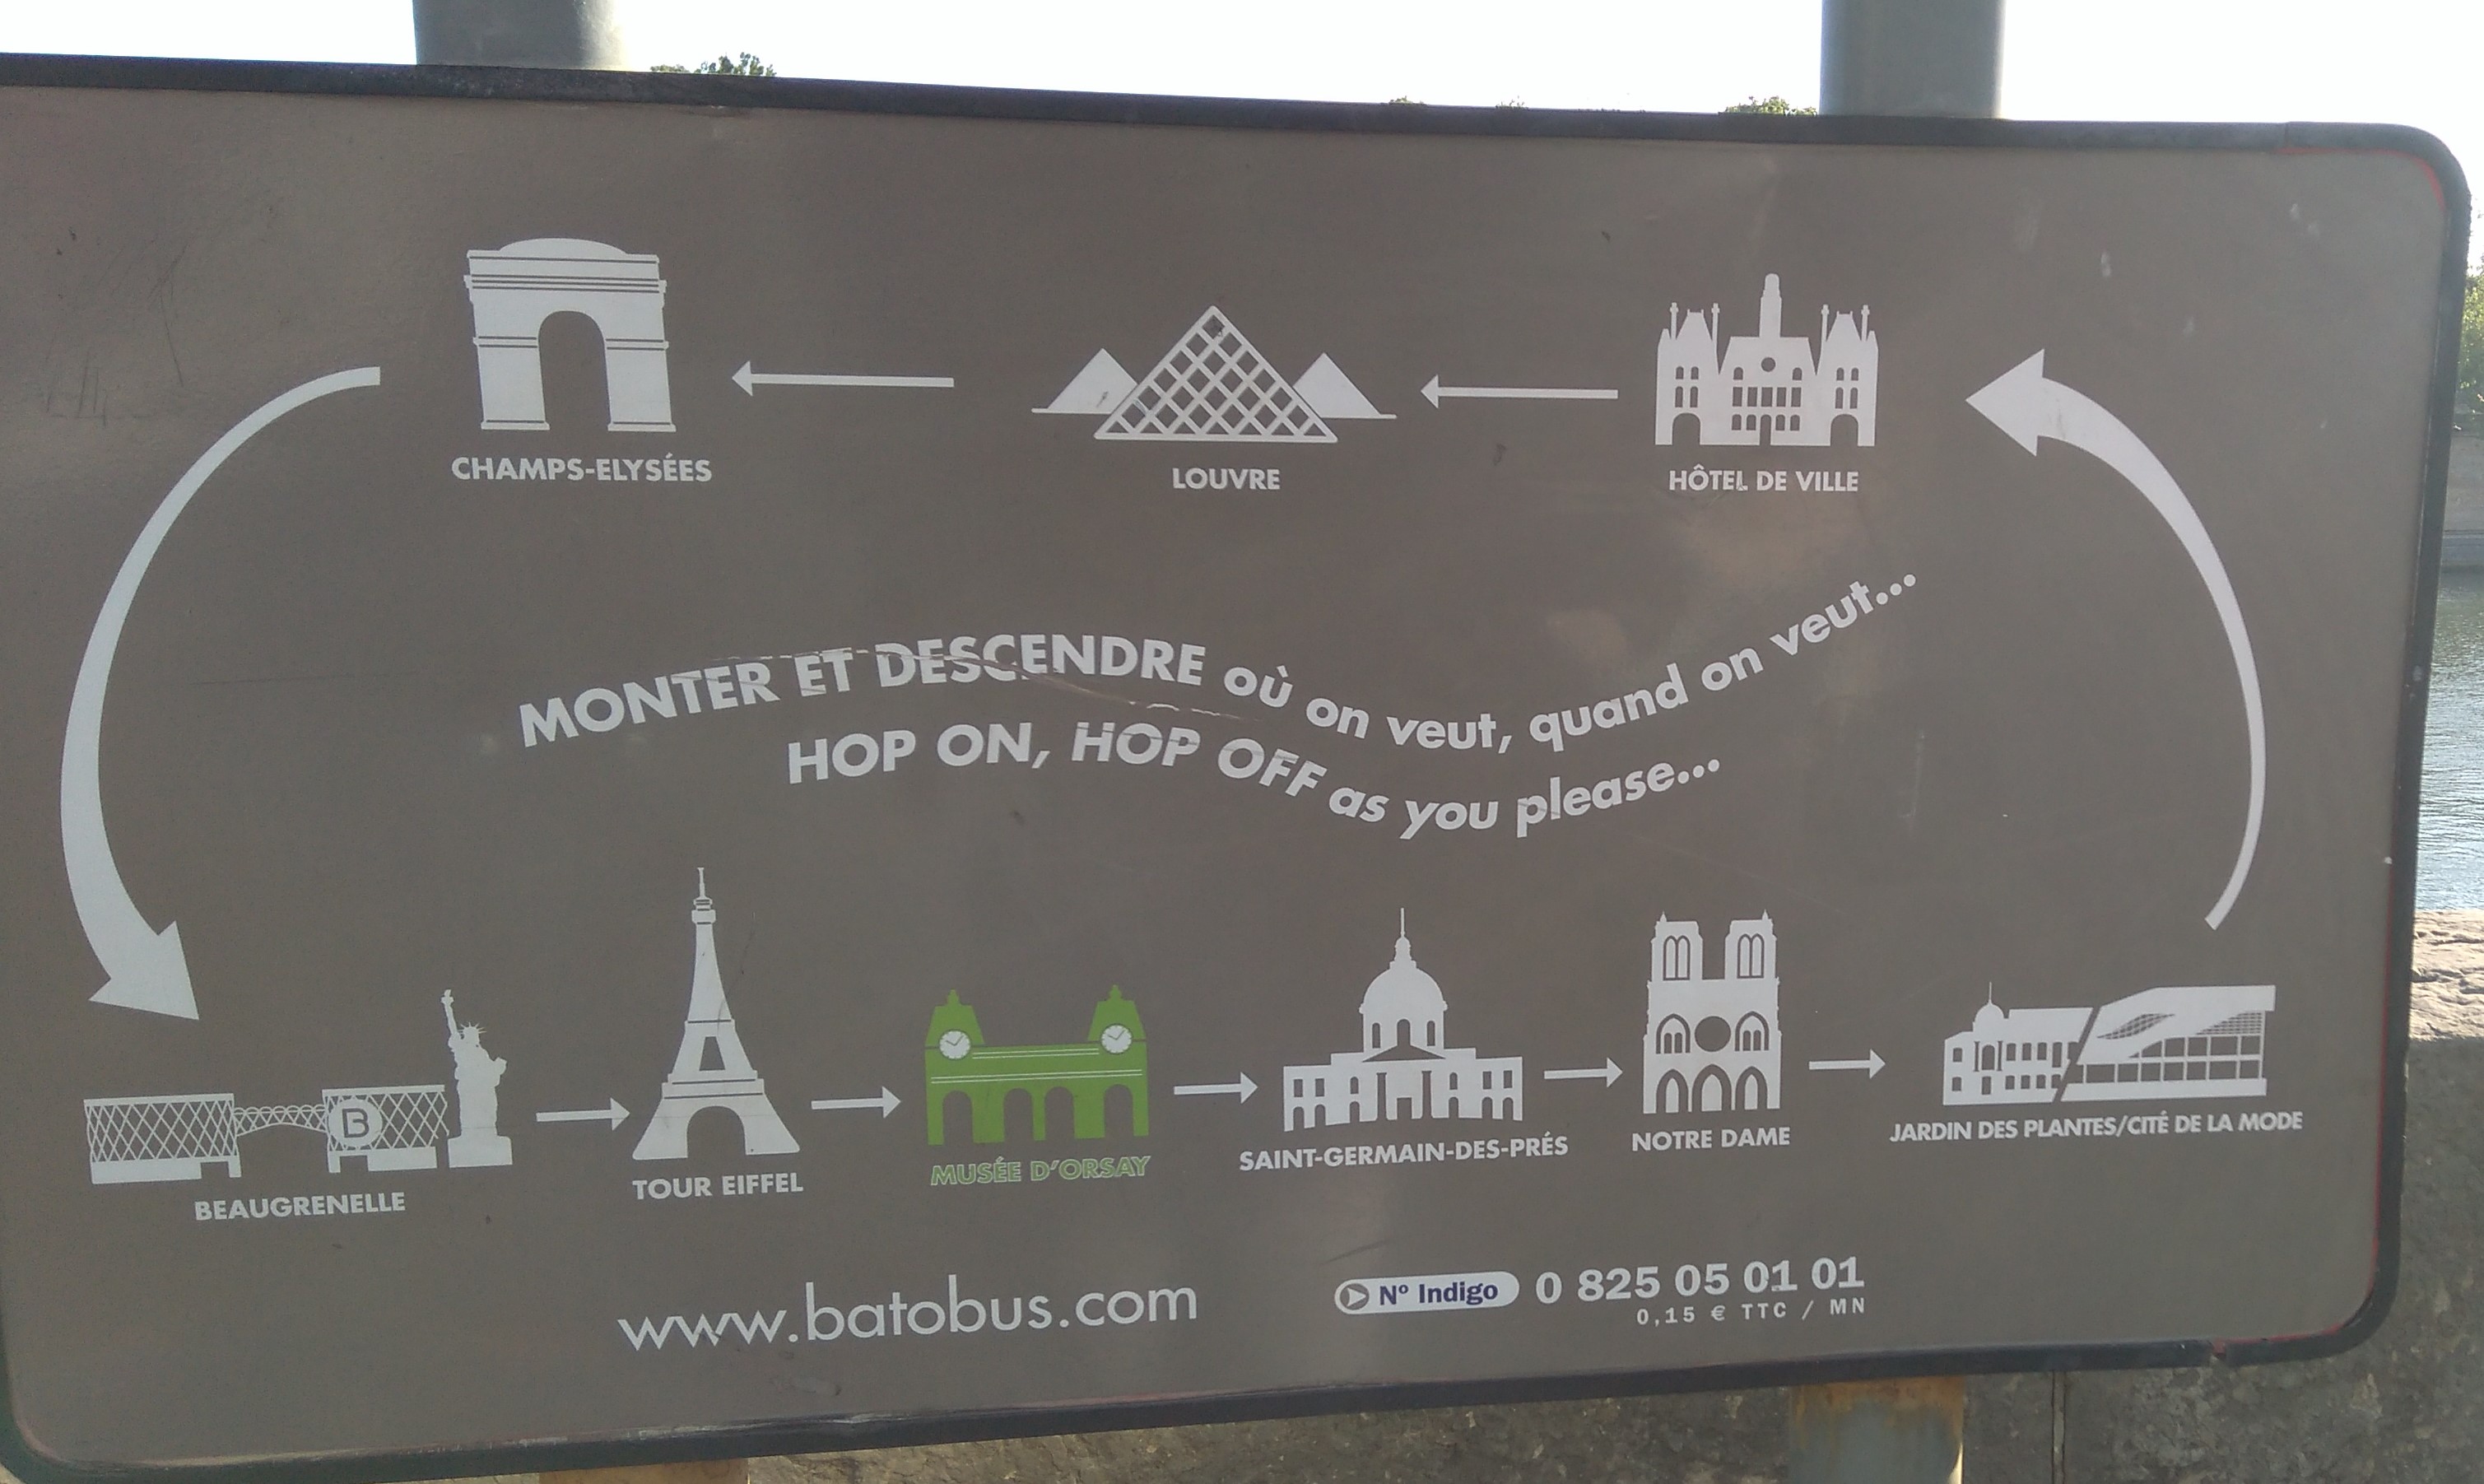 CHAMPS-ELYSÉES
LOUVRE
HÔTEL DE VILLE
MONTER ET DESCENDRE où on veut, quand on veut...
HOP ON, HOP OFF as you please...
B
BEAUGRENELLE
TOUR EIFFEL
MUSÉE D'ORSAY
SAINT-GERMAIN-DES-PRÉS
NOTRE DAME
JARDIN DES PLANTES/CITÉ DE LA MODE
www.batobus.com
N° Indigo 0 825 05 01 01
0,15 € TTC / MN